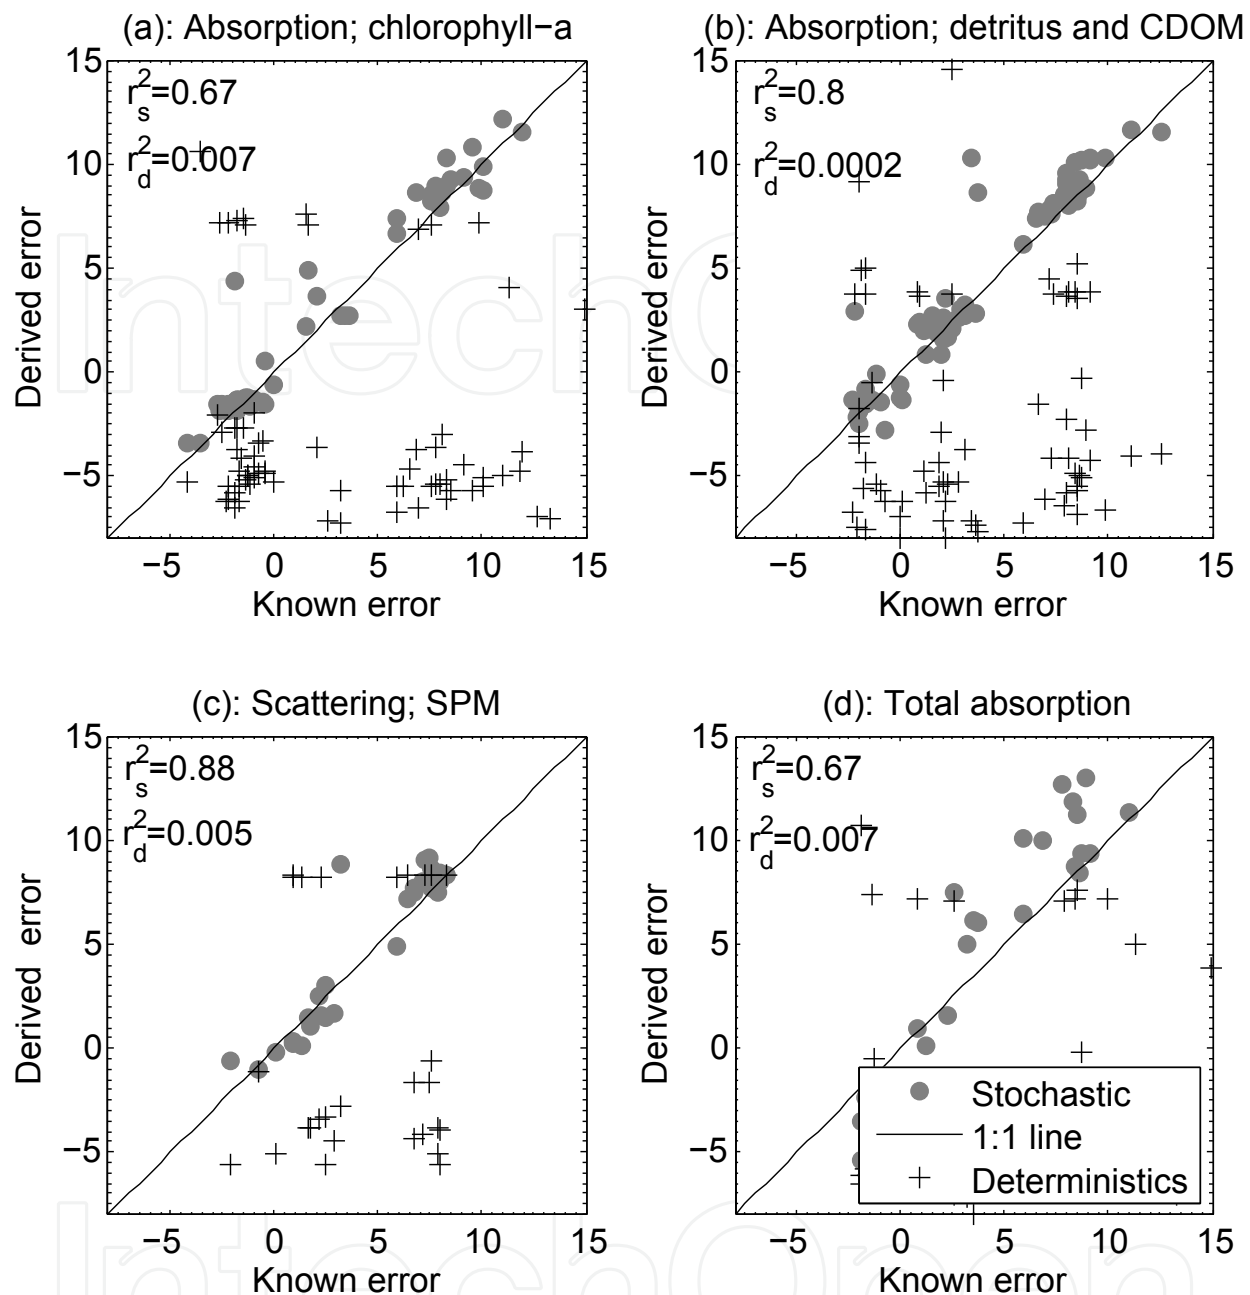 (a): Absorption; chlorophyll−a
r²s=0.67
r²d=0.007
15
10
5
0
−5
Derived error
−5 0 5 10 15
Known error
(b): Absorption; detritus and CDOM
r²s=0.8
r²d=0.0002
15
10
5
0
−5
Derived error
−5 0 5 10 15
Known error
(c): Scattering; SPM
r²s=0.88
r²d=0.005
15
10
5
0
−5
Derived error
−5 0 5 10 15
Known error
(d): Total absorption
r²s=0.67
r²d=0.007
15
10
5
0
−5
Derived error
Stochastic
1:1 line
Deterministics
−5 0 5 10 15
Known error
IntechOpen
IntechOpen